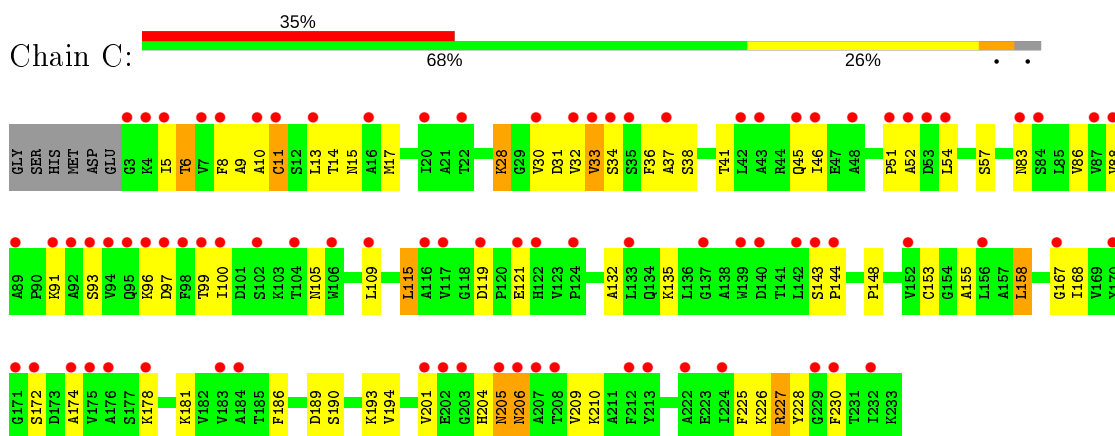 35%
Chain C:
68% 26% • •
GLY SER HIS MET ASP GLU G3 K4 I5 T6 V7 F8 A9 A10 C11 S12 L13 T14 N15 A16 M17 I20 A21 T22 K28 G29 V30 D31 V32 V33 S34 S35 F36 A37 S38 T41 L42 A43 R44 Q45 I46 E47 A48 P51 A52 D53 L54 S57 N83 S84 L85 V86 V87 V88
A89 P90 K91 A92 S93 V94 Q95 K96 D97 F98 T99 I100 D101 S102 K103 T104 N105 W106 L109 L115 A116 V117 G118 D119 P120 E121 H122 V123 P124 A132 L133 Q134 K135 L136 G137 A138 W139 D140 T141 L142 S143 P144 P148 V152 C153 G154 A155 L156 A157 L158 G167 I168 V169 Y170
G171 S172 D173 A174 V175 A176 S177 K178 K181 V182 V183 A184 T185 F186 D189 S190 K193 V194 V201 E202 G203 H204 N205 N206 A207 T208 V209 K210 A211 F212 Y213 A222 E223 I224 F225 K226 R227 Y228 G229 F230 T231 I232 K233